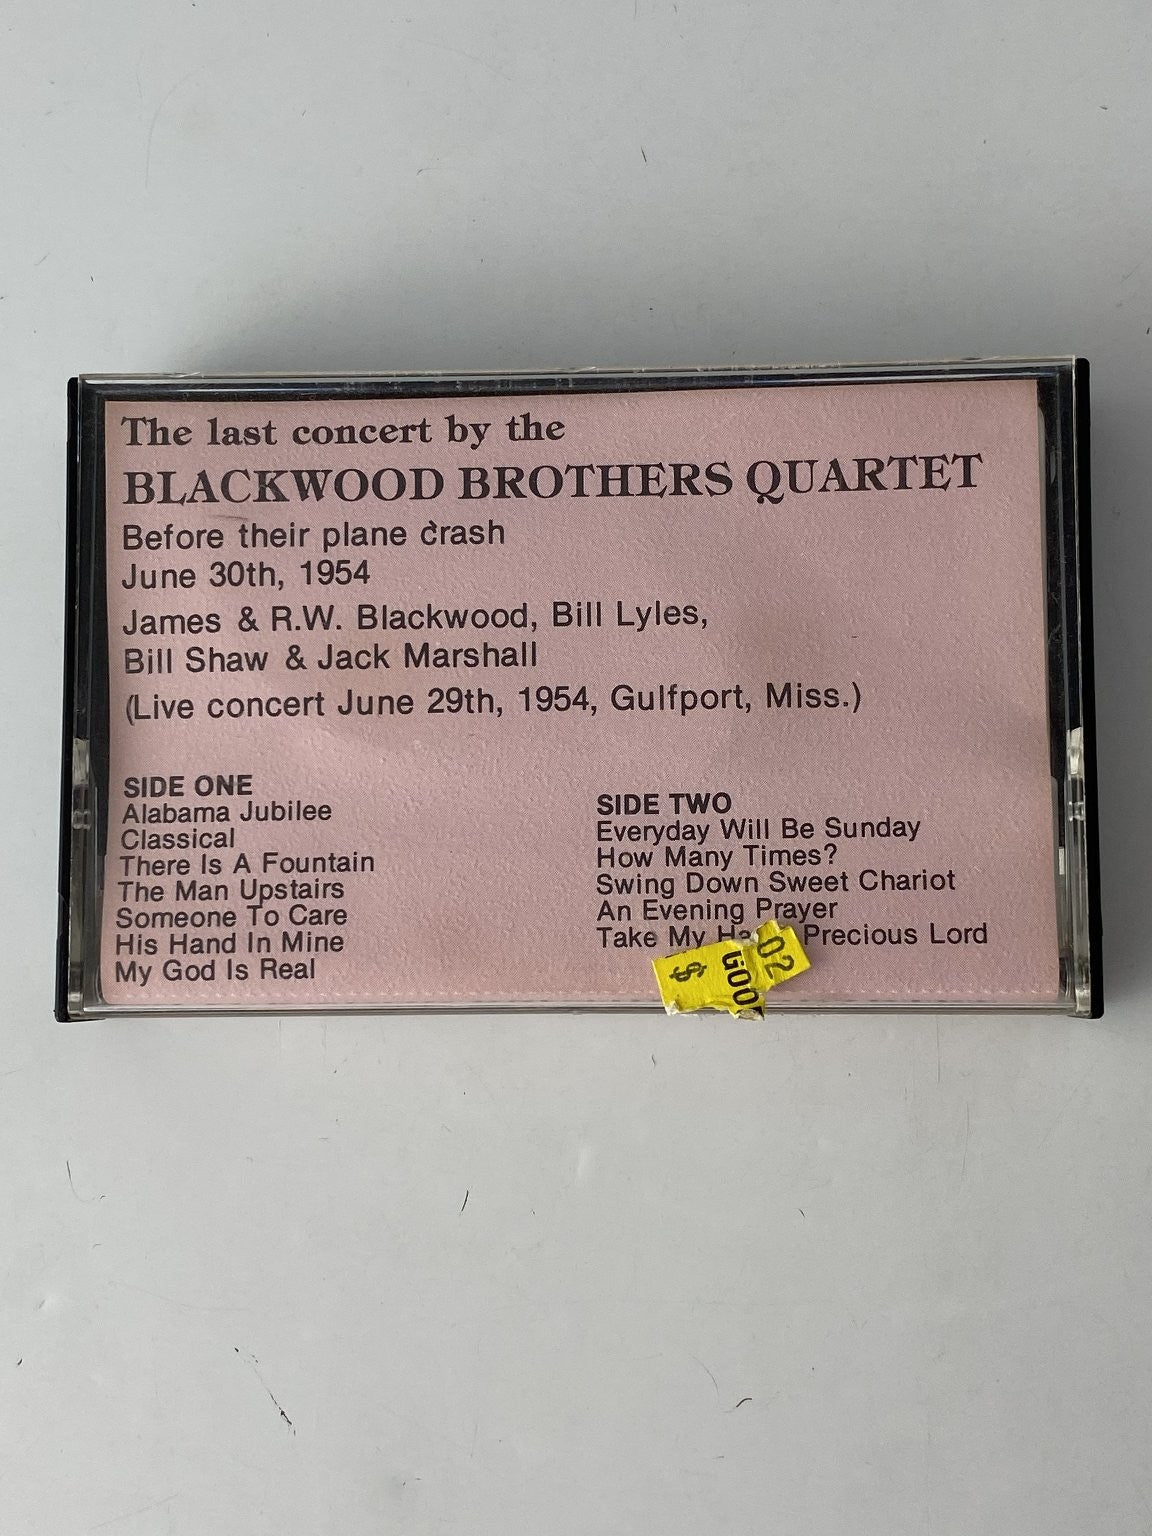 The last concert by the
BLACKWOOD BROTHERS QUARTET
Before their plane crash
June 30th, 1954
James & R.W. Blackwood, Bill Lyles,
Bill Shaw & Jack Marshall
(Live concert June 29th, 1954, Gulfport, Miss.)
SIDE ONE
Alabama Jubilee
Classical
There Is A Fountain
The Man Upstairs
Someone To Care
His Hand In Mine
My God Is Real
SIDE TWO
Everyday Will Be Sunday
How Many Times?
Swing Down Sweet Chariot
An Evening Prayer
Take My Precious Lord
$
GOO
02